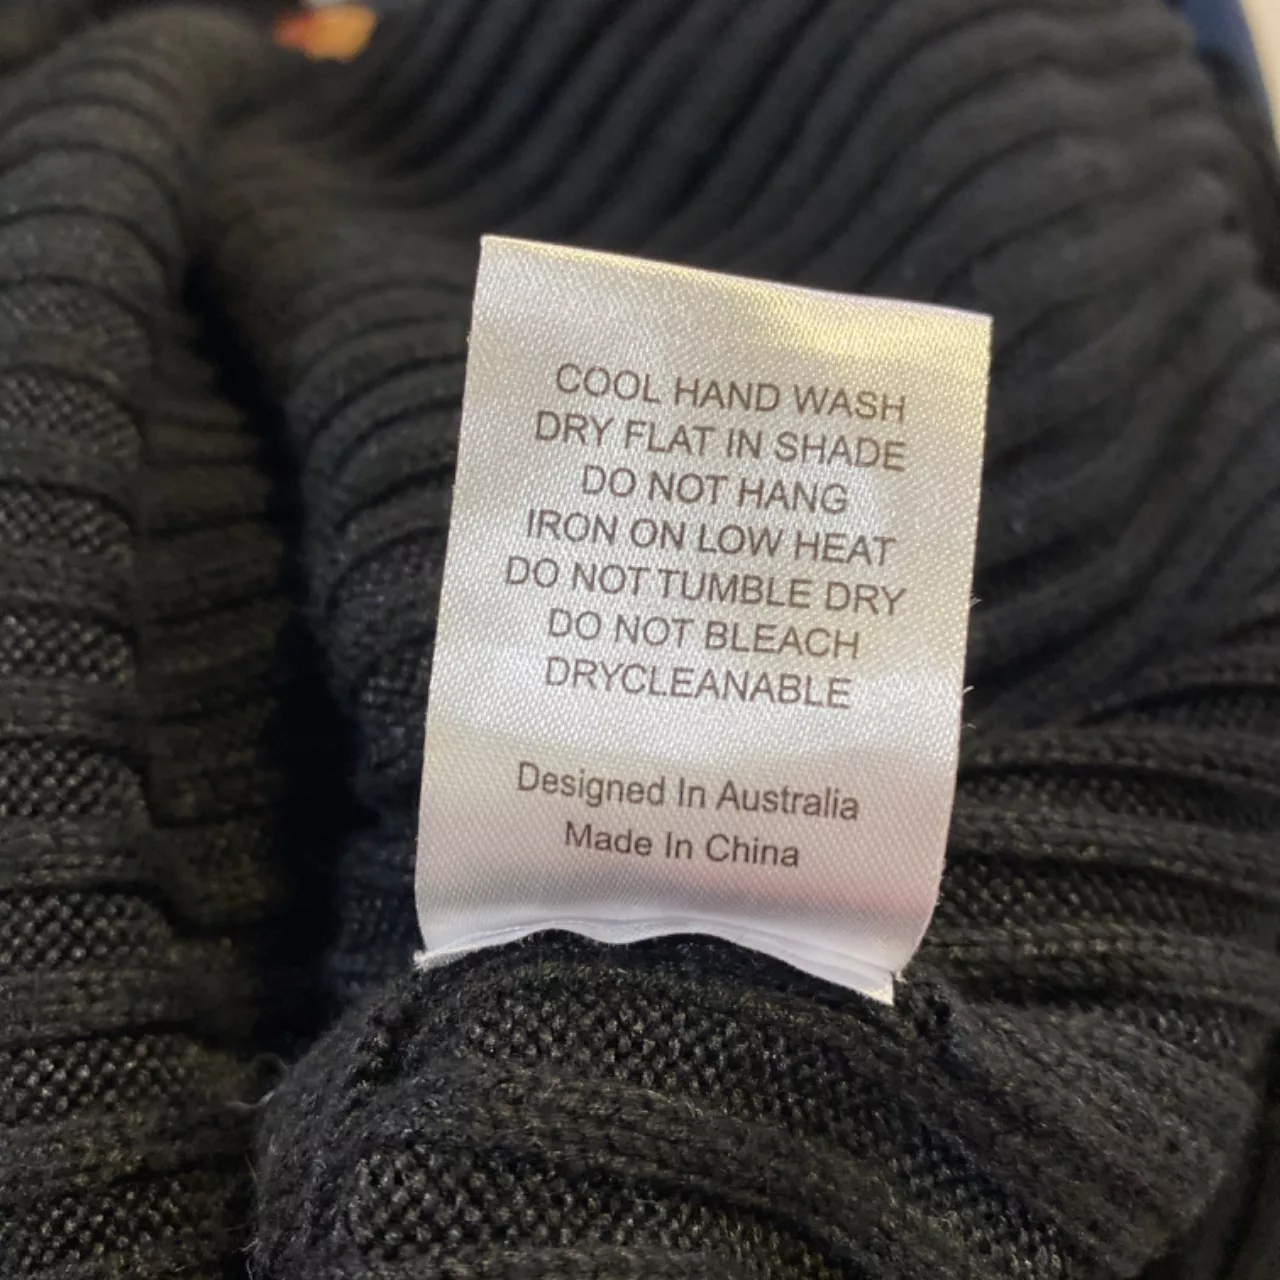 COOL HAND WASH
DRY FLAT IN SHADE
DO NOT HANG
IRON ON LOW HEAT
DO NOT TUMBLE DRY
DO NOT BLEACH
DRYCLEANABLE
Designed In Australia
Made In China